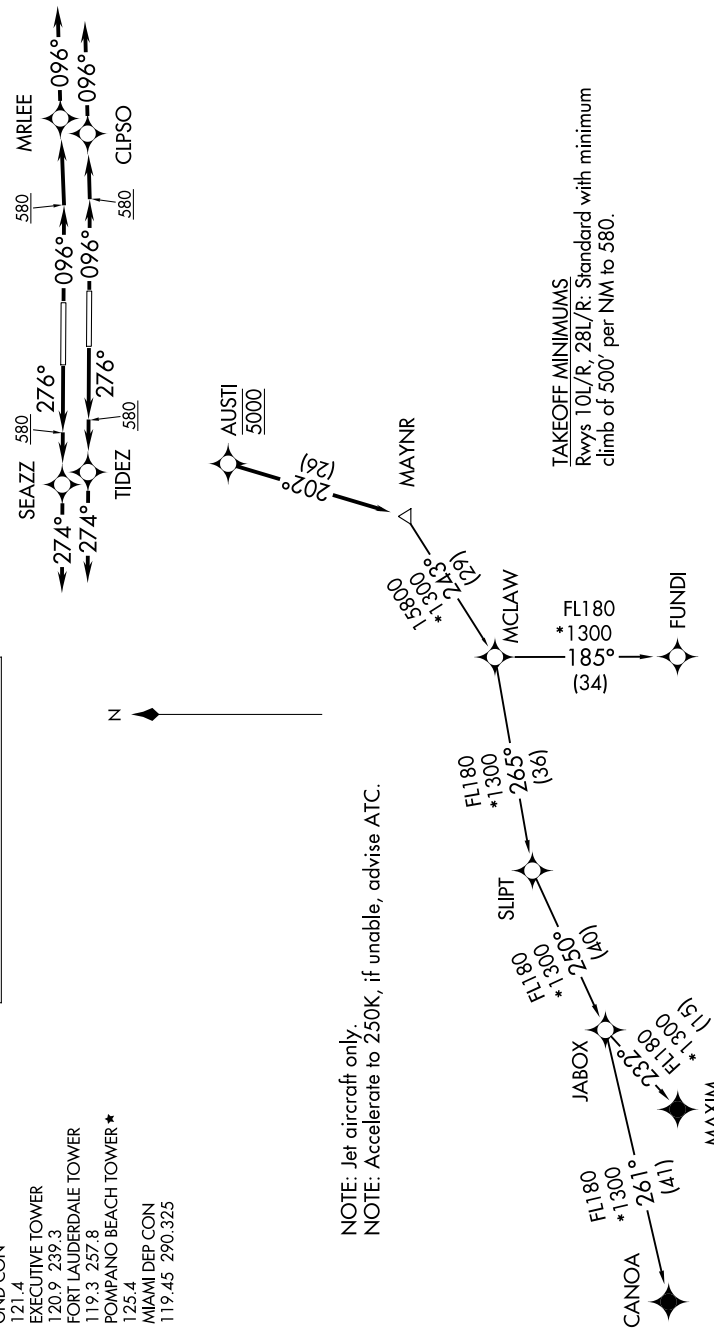 GND CON
121.4
EXECUTIVE TOWER
120.9 239.3
FORT LAUDERDALE TOWER
119.3 257.8
POMPANO BEACH TOWER ★
125.4
MIAMI DEP CON
119.45 290.325
SEAZZ
MRLEE
TIDEZ
CLPSO
580
580
580
580
274°
276°
096°
096°
274°
276°
096°
096°
N
AUSTI
5000
202°
(26)
MAYNR
15800
*1300
243°
(29)
MCLAW
FL180
*1300
185°
(34)
FUNDI
FL180
*1300
265°
(36)
SLIPT
FL180
*1300
250°
(40)
JABOX
232°
FL180
*1300
(15)
MAXIM
FL180
*1300
261°
(41)
CANOA
NOTE: Jet aircraft only.
NOTE: Accelerate to 250K, if unable, advise ATC.
TAKEOFF MINIMUMS
Rwys 10L/R, 28L/R: Standard with minimum
climb of 500' per NM to 580.